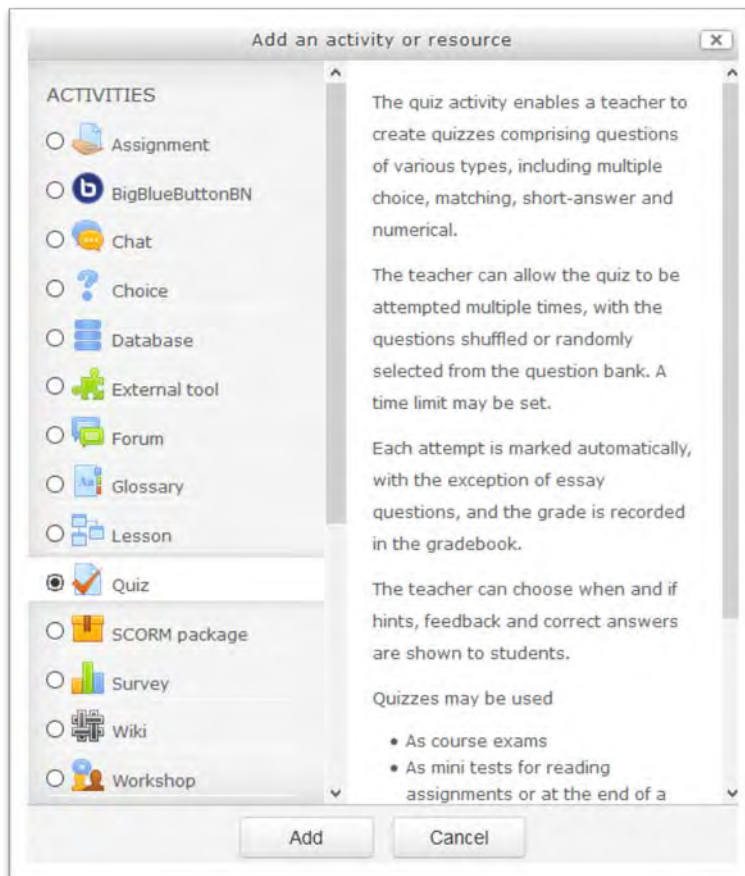 Add an activity or resource
ACTIVITIES
Assignment
BigBlueButtonBN
Chat
Choice
Database
External tool
Forum
Glossary
Lesson
Quiz
SCORM package
Survey
Wiki
Workshop
The quiz activity enables a teacher to
create quizzes comprising questions
of various types, including multiple
choice, matching, short-answer and
numerical.
The teacher can allow the quiz to be
attempted multiple times, with the
questions shuffled or randomly
selected from the question bank. A
time limit may be set.
Each attempt is marked automatically,
with the exception of essay
questions, and the grade is recorded
in the gradebook.
The teacher can choose when and if
hints, feedback and correct answers
are shown to students.
Quizzes may be used
• As course exams
• As mini tests for reading
assignments or at the end of a
Add
Cancel